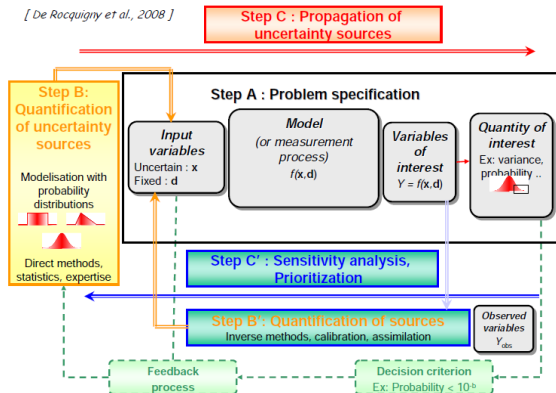 [ De Rocquigny et al., 2008 ]
Step C : Propagation of
uncertainty sources
Step B:
Quantification
of uncertainty
sources
Modelisation with
probability
distributions
Direct methods,
statistics, expertise
Step A : Problem specification
Input
variables
Uncertain : x
Fixed : d
Model
(or measurement
process)
f(x,d)
Variables
of interest
Y = f(x,d)
Quantity of
interest
Ex: variance,
probability ..
Step C' : Sensitivity analysis,
Prioritization
Step B' : Quantification of sources
Inverse methods, calibration, assimilation
Observed
variables
Yobs
Feedback
process
Decision criterion
Ex: Probability < 10-b